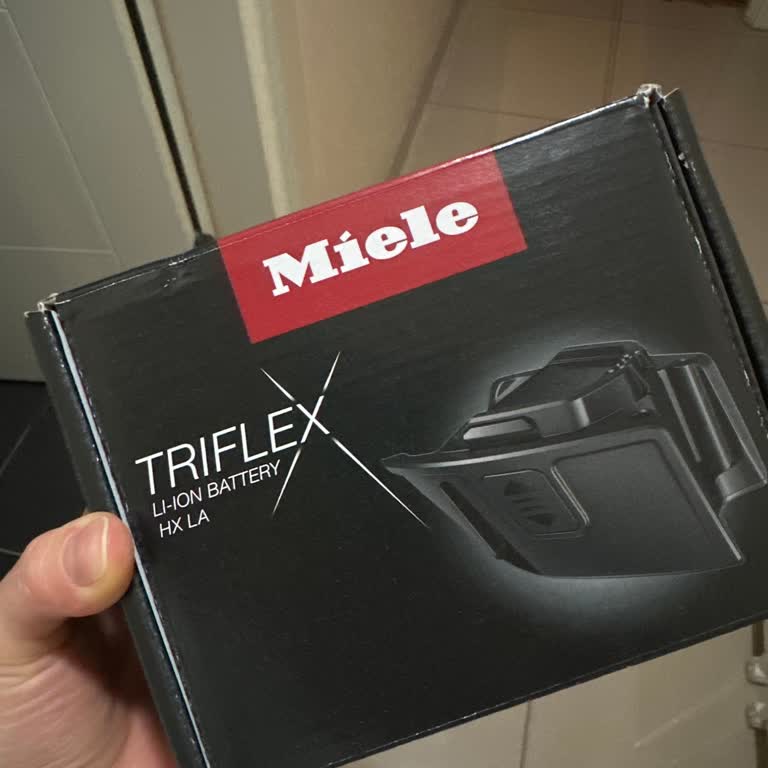 Miele
TRIFLEX
LI-ION BATTERY
HX LA